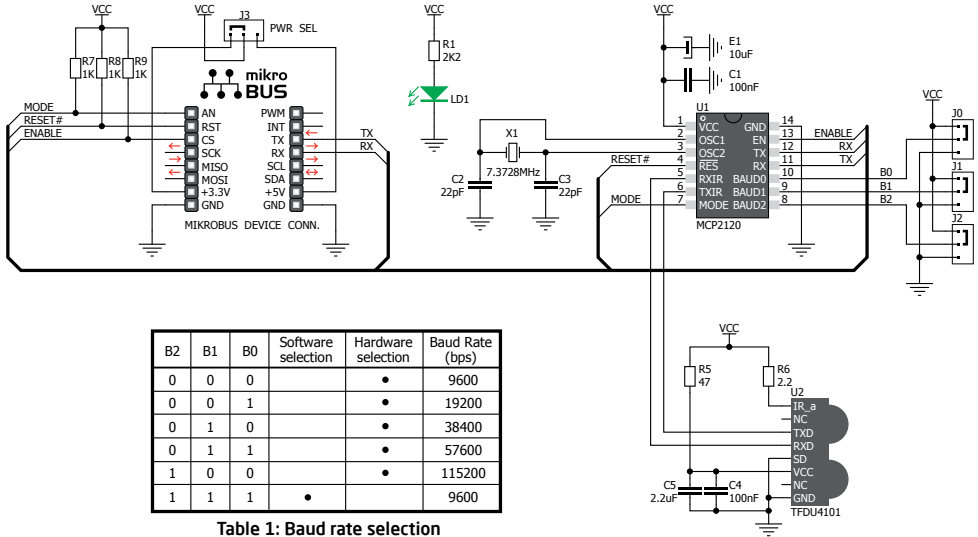 VCC
VCC
J3
PWR SEL
R7
1K
R8
1K
R9
1K
mikro
BUS
MODE
RESET#
ENABLE
AN
RST
CS
SCK
MISO
MOSI
+3.3V
GND
PWM
INT
TX
RX
SCL
SDA
+5V
GND
TX
RX
MIKROBUS DEVICE CONN.
VCC
R1
2K2
LD1
VCC
E1
10uF
C1
100nF
X1
7.3728MHz
C2
22pF
C3
22pF
RESET#
MODE
U1
1
2
3
4
5
6
7
VCC
OSC1
OSC2
RES
RXIR
TXIR
MODE
GND
EN
TX
RX
BAUD0
BAUD1
BAUD2
14
13
12
11
10
9
8
MCP2120
ENABLE
RX
TX
B0
B1
B2
VCC
J0
J1
J2
VCC
R5
47
R6
2.2
U2
IR_a
NC
TXD
RXD
SD
VCC
NC
GND
TFDU4101
C5
2.2uF
C4
100nF
B2 B1 B0 Software selection Hardware selection Baud Rate (bps)
0 0 0 ● 9600
0 0 1 ● 19200
0 1 0 ● 38400
0 1 1 ● 57600
1 0 0 ● 115200
1 1 1 ● 9600
Table 1: Baud rate selection